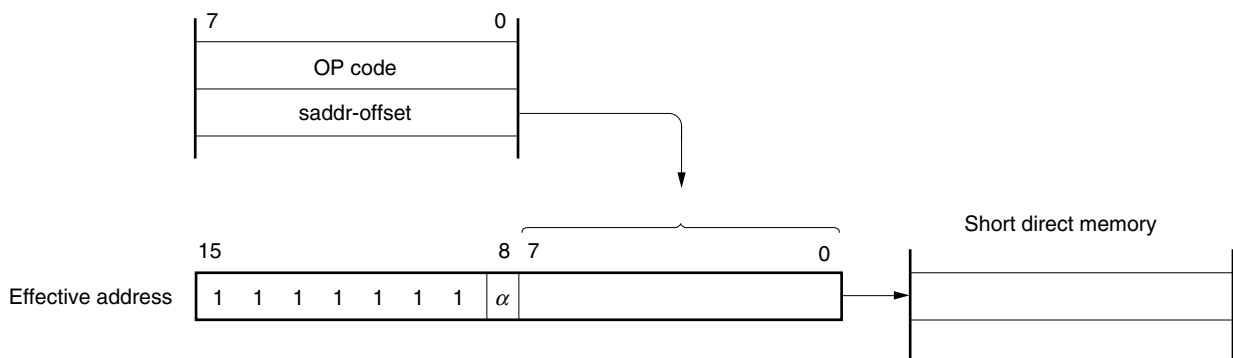 7 0
OP code
saddr-offset
Short direct memory
15 8 7 0
Effective address 1 1 1 1 1 1 1 α